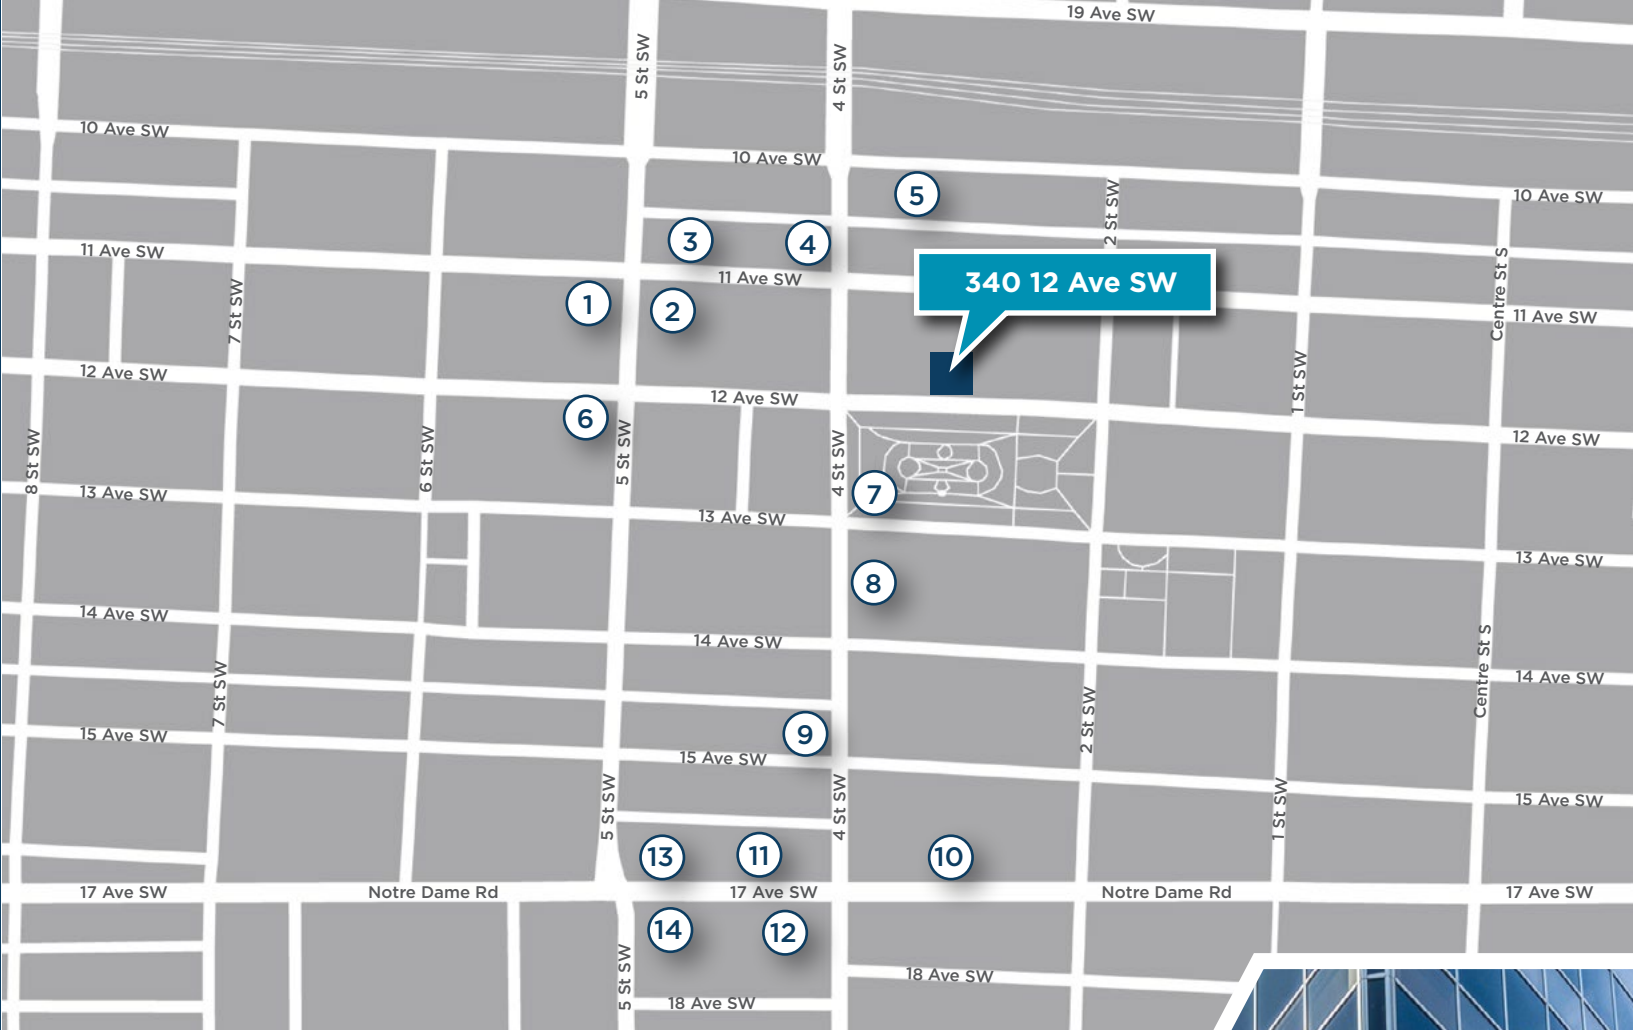 19 Ave SW
5 St SW
4 St SW
10 Ave SW
10 Ave SW
10 Ave SW
5
2 St SW
3
4
11 Ave SW
11 Ave SW
11 Ave SW
340 12 Ave SW
Centre St S
7 St SW
1
2
12 Ave SW
12 Ave SW
12 Ave SW
1 St SW
6
8 St SW
6 St SW
5 St SW
4 St SW
7
13 Ave SW
13 Ave SW
13 Ave SW
8
14 Ave SW
14 Ave SW
14 Ave SW
7 St SW
Centre St S
2 St SW
9
15 Ave SW
15 Ave SW
15 Ave SW
5 St SW
4 St SW
1 St SW
13
11
10
17 Ave SW
Notre Dame Rd
17 Ave SW
Notre Dame Rd
17 Ave SW
14
12
5 St SW
18 Ave SW
18 Ave SW